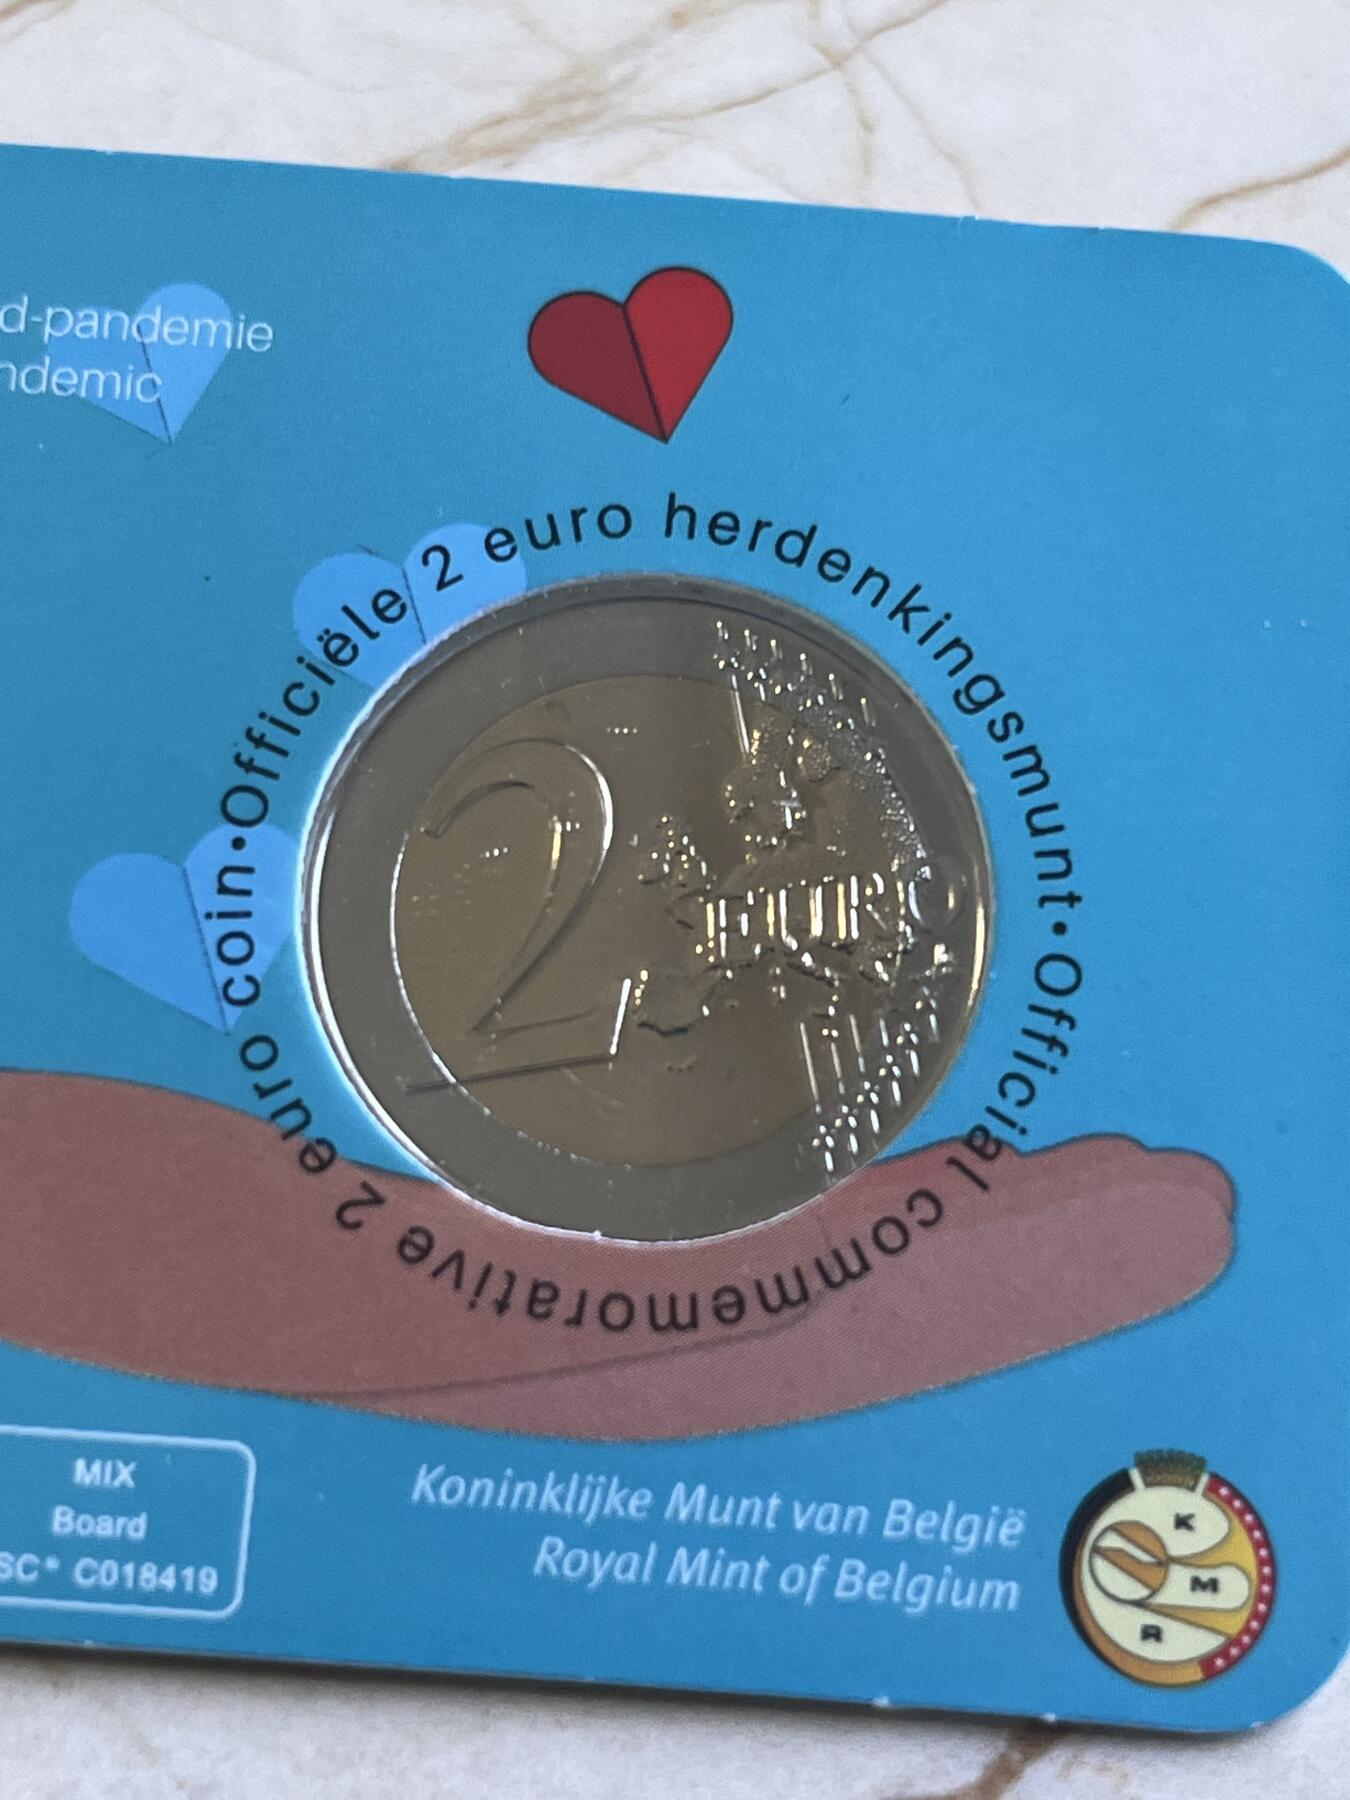 d-pandemie
ndemic
•Officiële 2 euro herdenkingsmunt•Official commemorative 2 euro coin
2 EURO
MIX
Board
SC® C018419
Koninklijke Munt van België
Royal Mint of Belgium
K
M
R